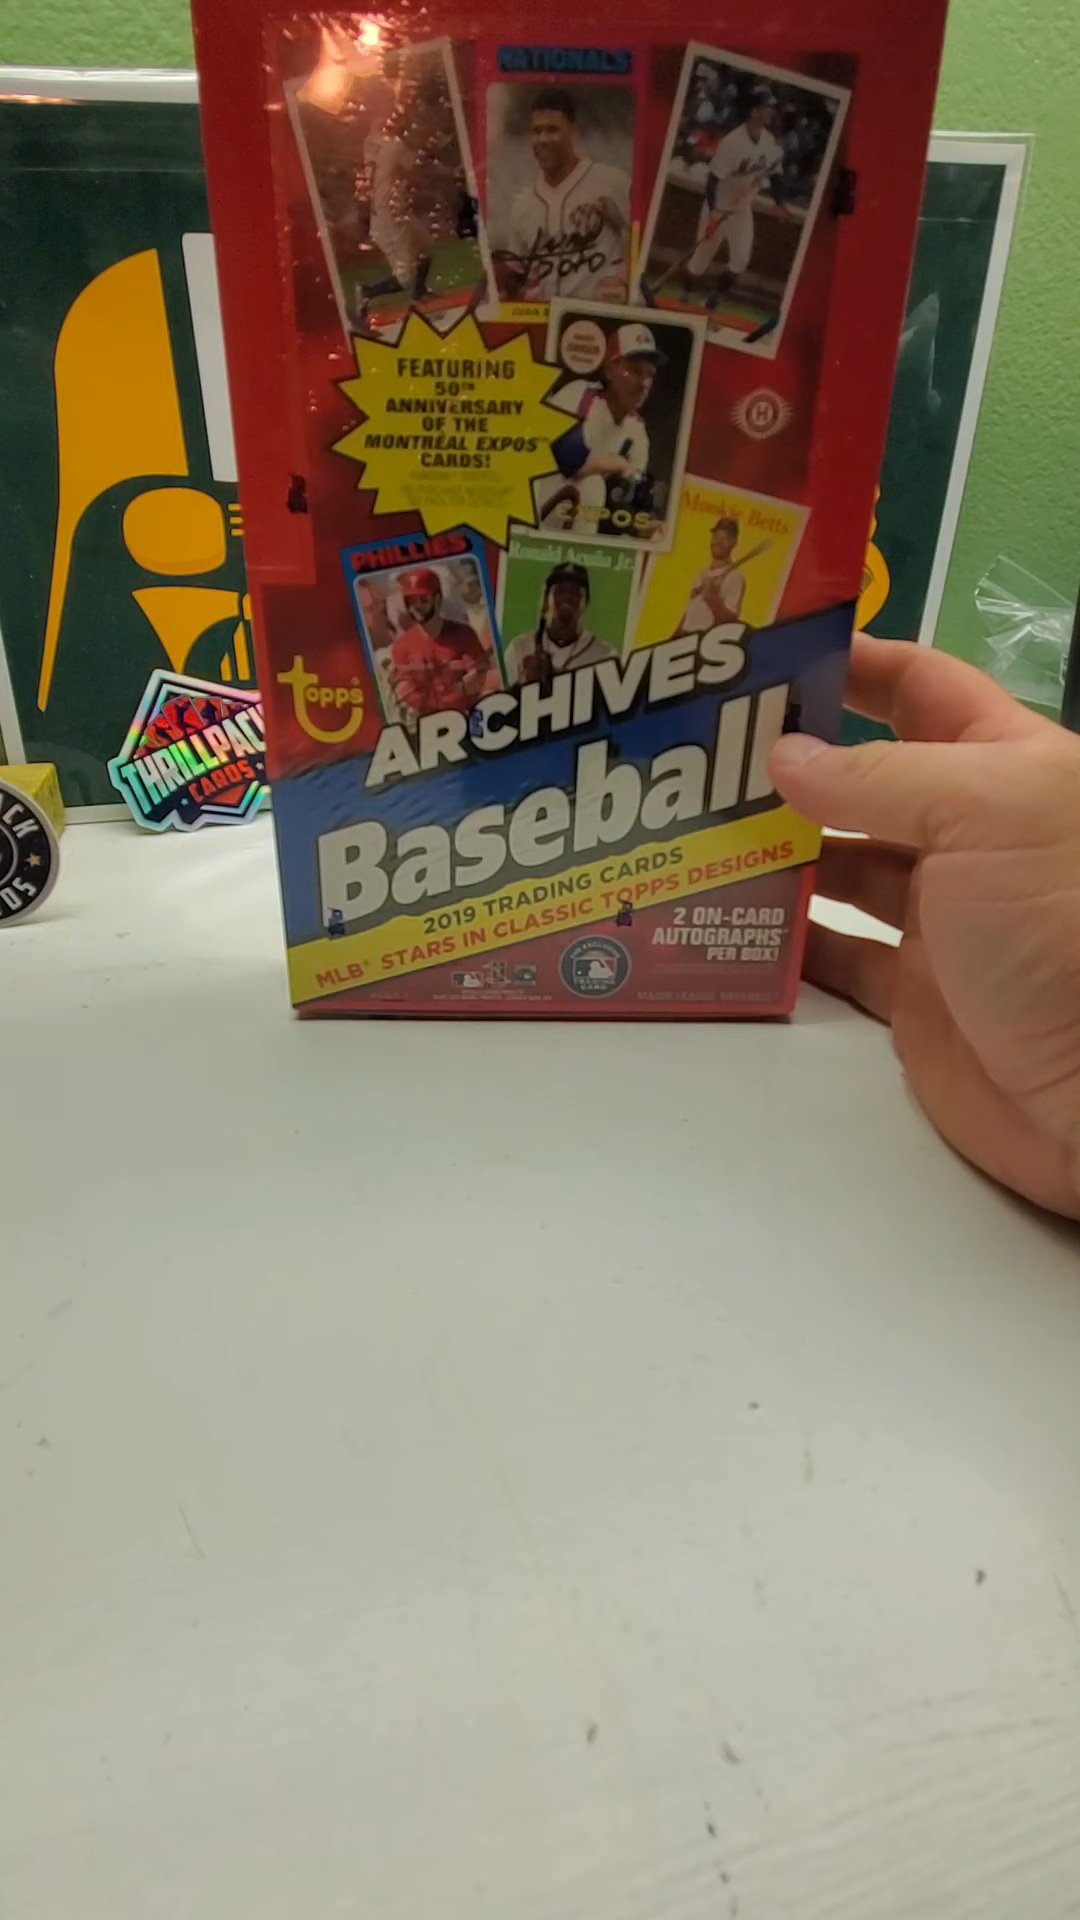 NATIONALS
FEATURING
50TH
ANNIVERSARY
OF THE
MONTRÉAL EXPOS™
CARDS!
EXPOS
Mookie Betts
PHILLIES
Ronald Acuña Jr.
H
topps®
ARCHIVES
Baseball
2019 TRADING CARDS
MLB® STARS IN CLASSIC TOPPS DESIGNS
2 ON-CARD
AUTOGRAPHS*
PER BOX!
MAJOR LEAGUE BASEBALL
THRILLPACK
CARDS